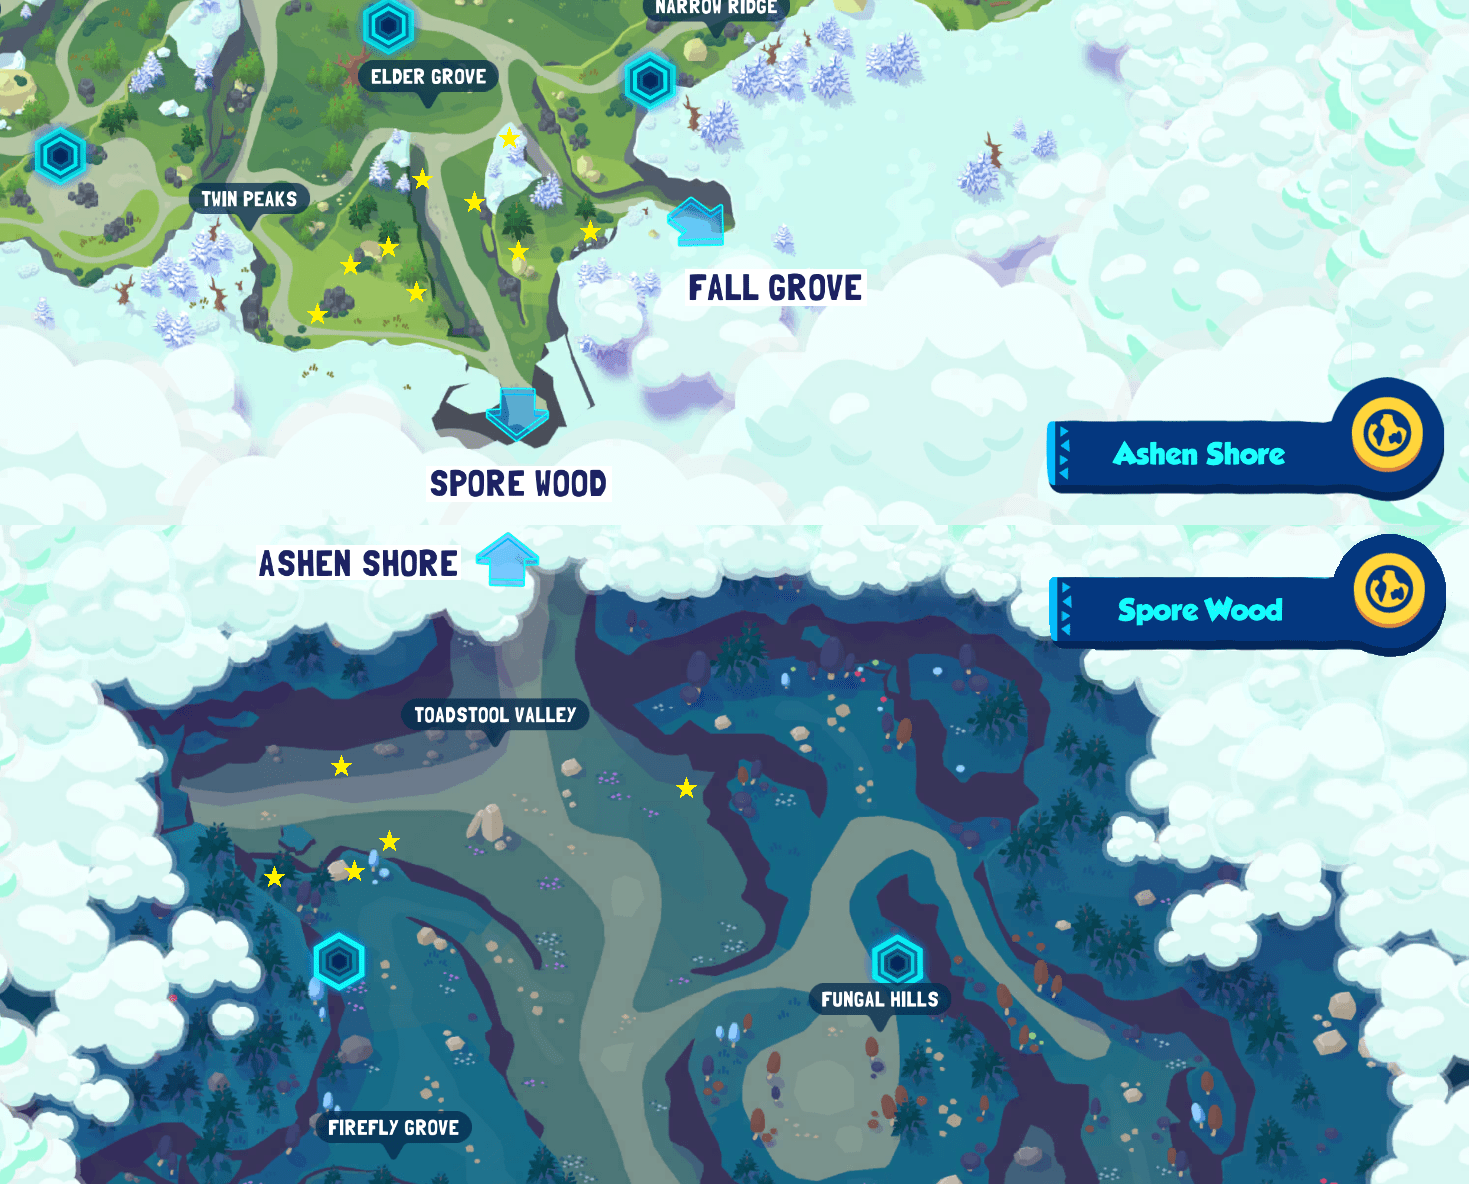 NARROW RIDGE
ELDER GROVE
TWIN PEAKS
FALL GROVE
Ashen Shore
SPORE WOOD
ASHEN SHORE
Spore Wood
TOADSTOOL VALLEY
FUNGAL HILLS
FIREFLY GROVE